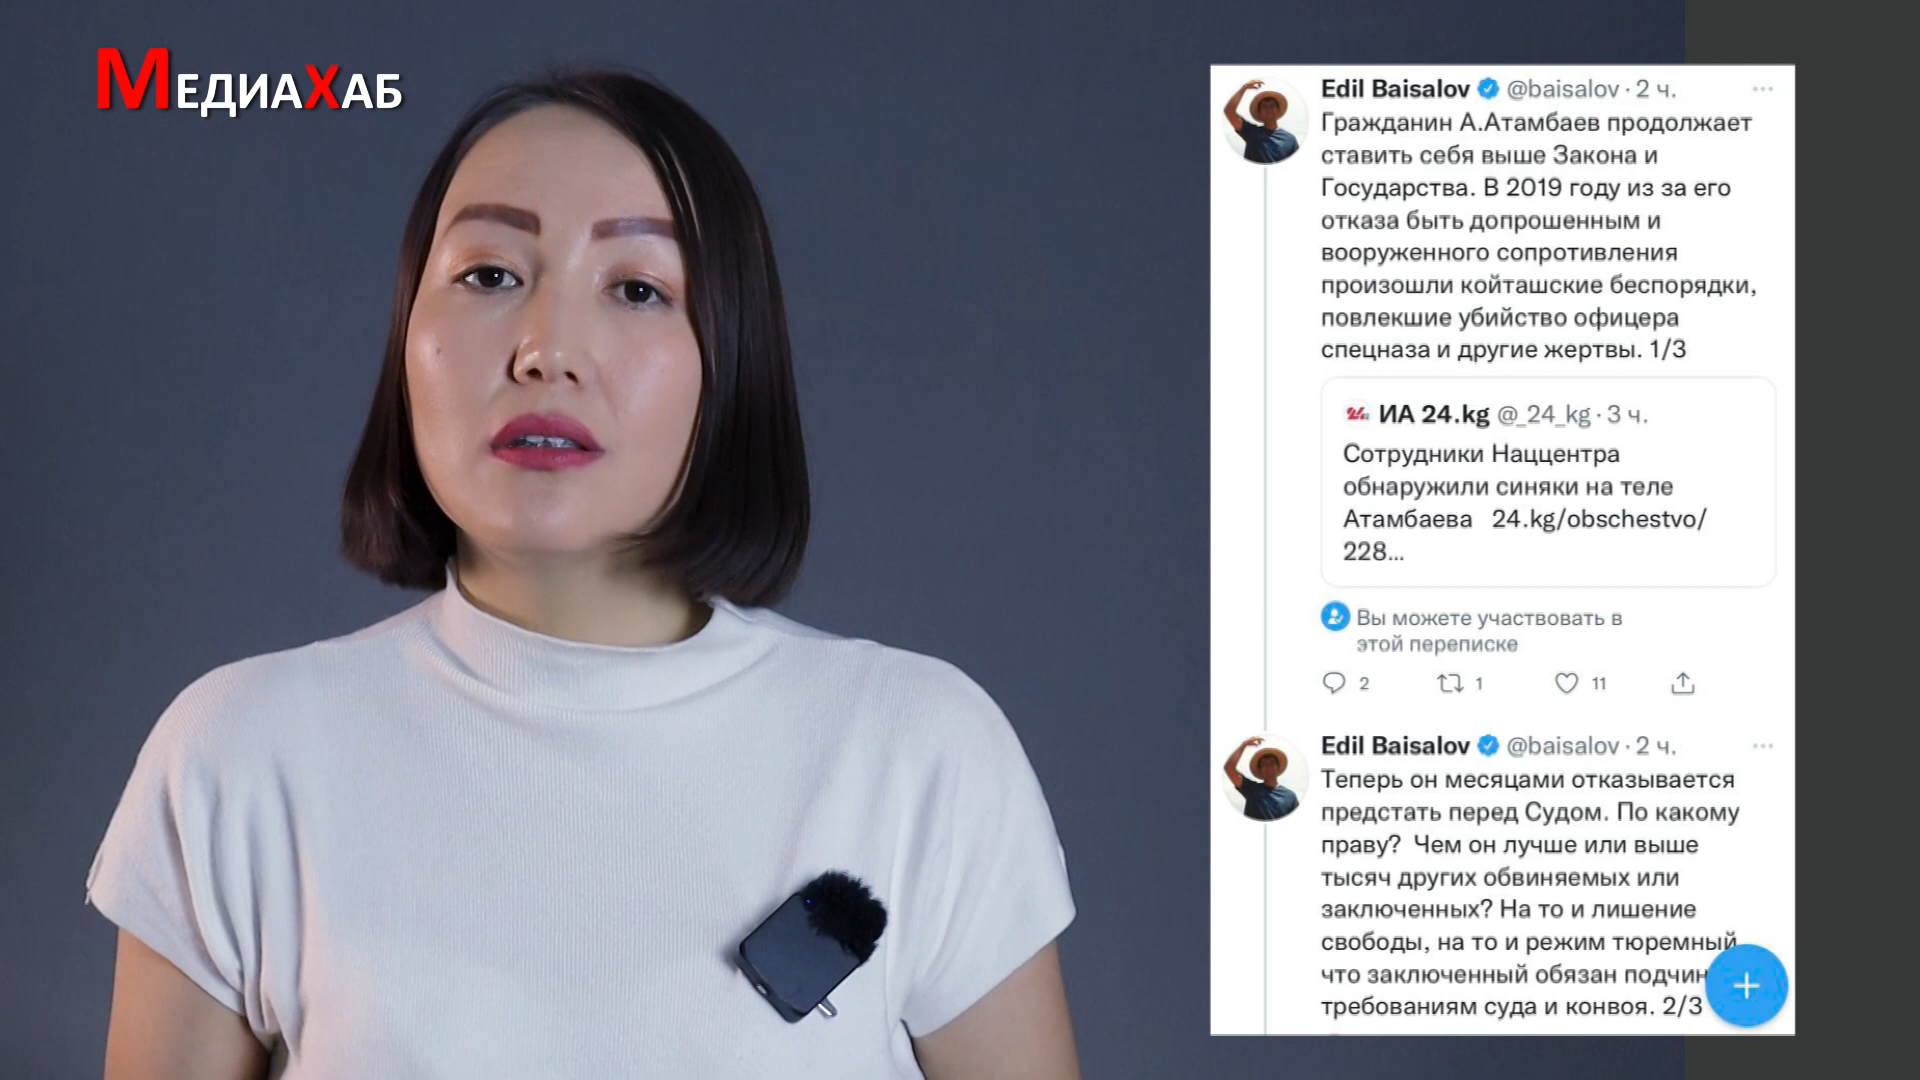 МЕДИАХАБ
Edil Baisalov @baisalov · 2 ч.
Гражданин А.Атамбаев продолжает
ставить себя выше Закона и
Государства. В 2019 году из за его
отказа быть допрошенным и
вооруженного сопротивления
произошли койташские беспорядки,
повлекшие убийство офицера
спецназа и другие жертвы. 1/3
24 ИА 24.kg @_24_kg · 3 ч.
Сотрудники Наццентра
обнаружили синяки на теле
Атамбаева 24.kg/obschestvo/
228...
Вы можете участвовать в
этой переписке
2 1 11
Edil Baisalov @baisalov · 2 ч.
Теперь он месяцами отказывается
предстать перед Судом. По какому
праву? Чем он лучше или выше
тысяч других обвиняемых или
заключенных? На то и лишение
свободы, на то и режим тюремный,
что заключенный обязан подчин
требованиям суда и конвоя. 2/3